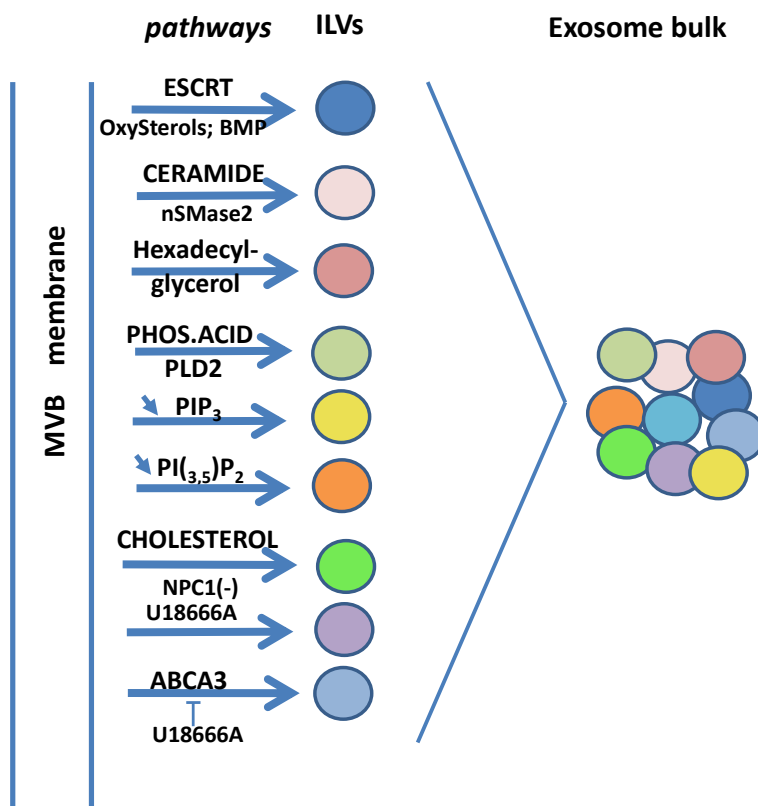 pathways ILVs Exosome bulk
MVB membrane
ESCRT
OxySterols; BMP
CERAMIDE
nSMase2
Hexadecyl-
glycerol
PHOS.ACID
PLD2
PIP3
PI(3,5)P2
CHOLESTEROL
NPC1(-)
U18666A
ABCA3
U18666A